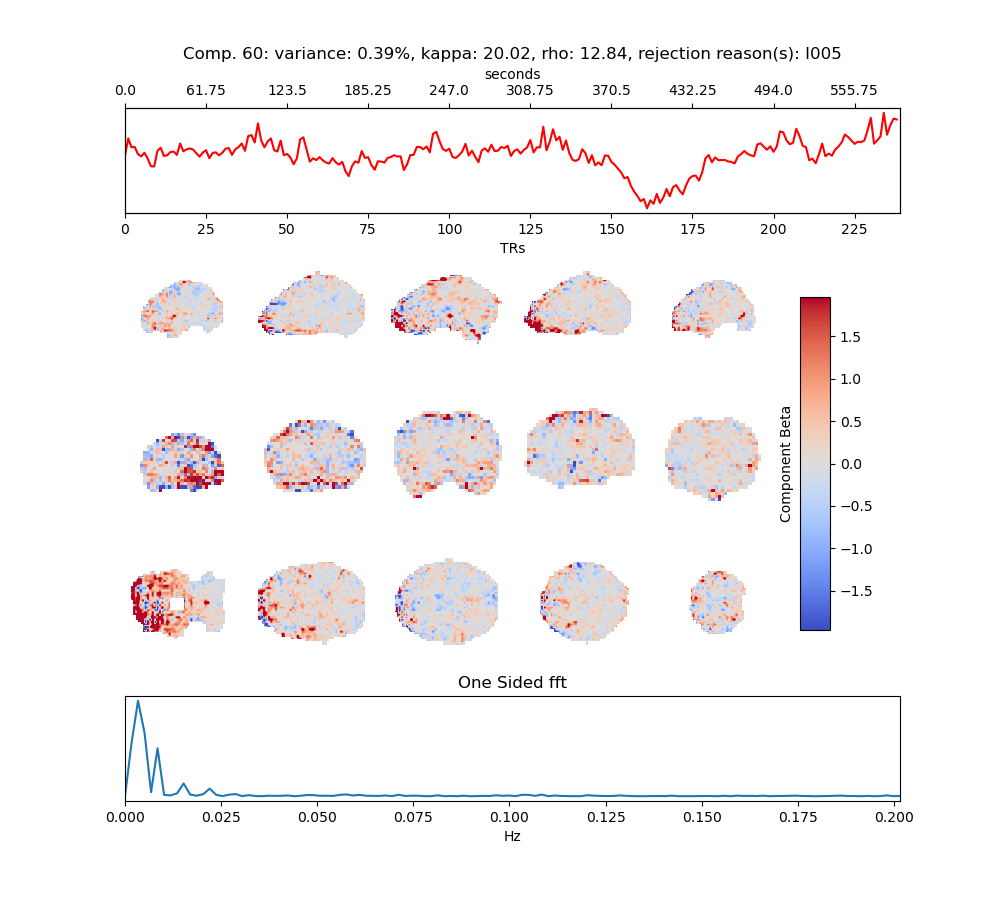 Comp. 60: variance: 0.39%, kappa: 20.02, rho: 12.84, rejection reason(s): I005
seconds
0.0 61.75 123.5 185.25 247.0 308.75 370.5 432.25 494.0 555.75
0 25 50 75 100 125 150 175 200 225
TRs
1.5
1.0
0.5
0.0
−0.5
−1.0
−1.5
Component Beta
One Sided fft
0.000 0.025 0.050 0.075 0.100 0.125 0.150 0.175 0.200
Hz